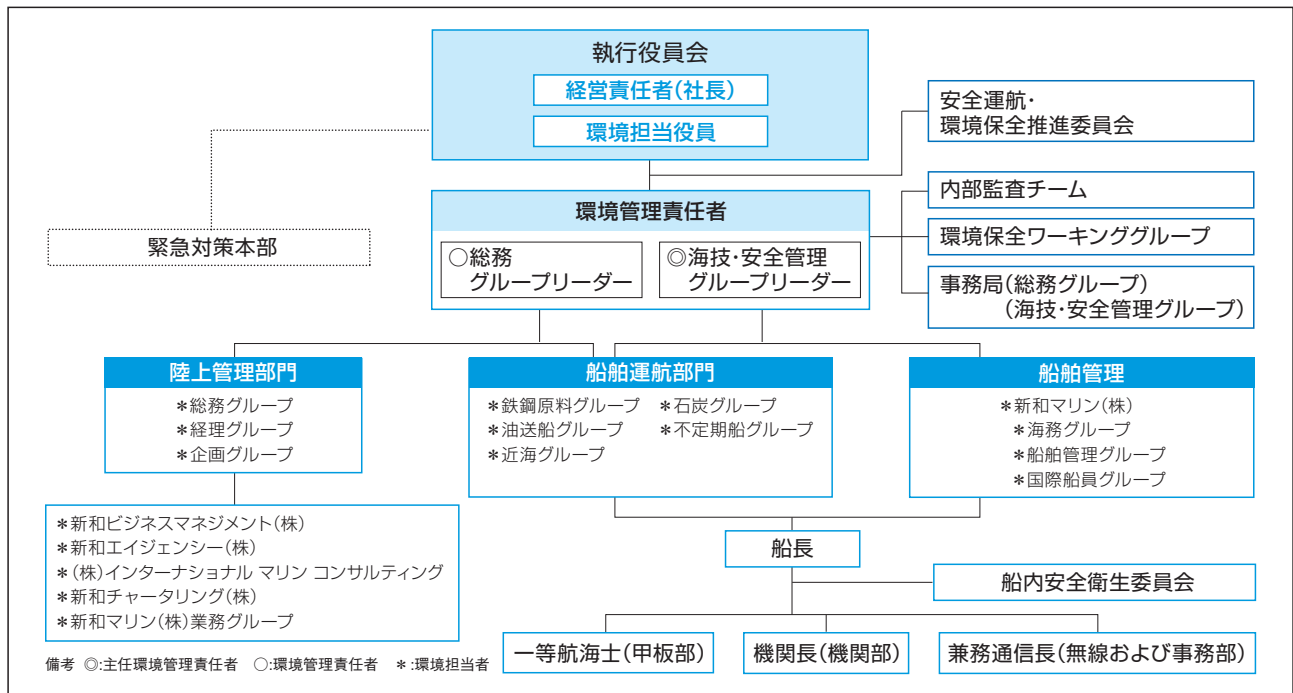 執行役員会
経営責任者(社長)
環境担当役員
安全運航・
環境保全推進委員会
緊急対策本部
環境管理責任者
○総務
グループリーダー
◎海技・安全管理
グループリーダー
内部監査チーム
環境保全ワーキンググループ
事務局(総務グループ)
(海技・安全管理グループ)
陸上管理部門
*総務グループ
*経理グループ
*企画グループ
船舶運航部門
*鉄鋼原料グループ *石炭グループ
*油送船グループ *不定期船グループ
*近海グループ
船舶管理
*新和マリン(株)
*海務グループ
*船舶管理グループ
*国際船員グループ
*新和ビジネスマネジメント(株)
*新和エイジェンシー(株)
*(株)インターナショナル マリン コンサルティング
*新和チャータリング(株)
*新和マリン(株)業務グループ
船長
船内安全衛生委員会
一等航海士(甲板部)
機関長(機関部)
兼務通信長(無線および事務部)
備考 ◎:主任環境管理責任者 ○:環境管理責任者 *:環境担当者